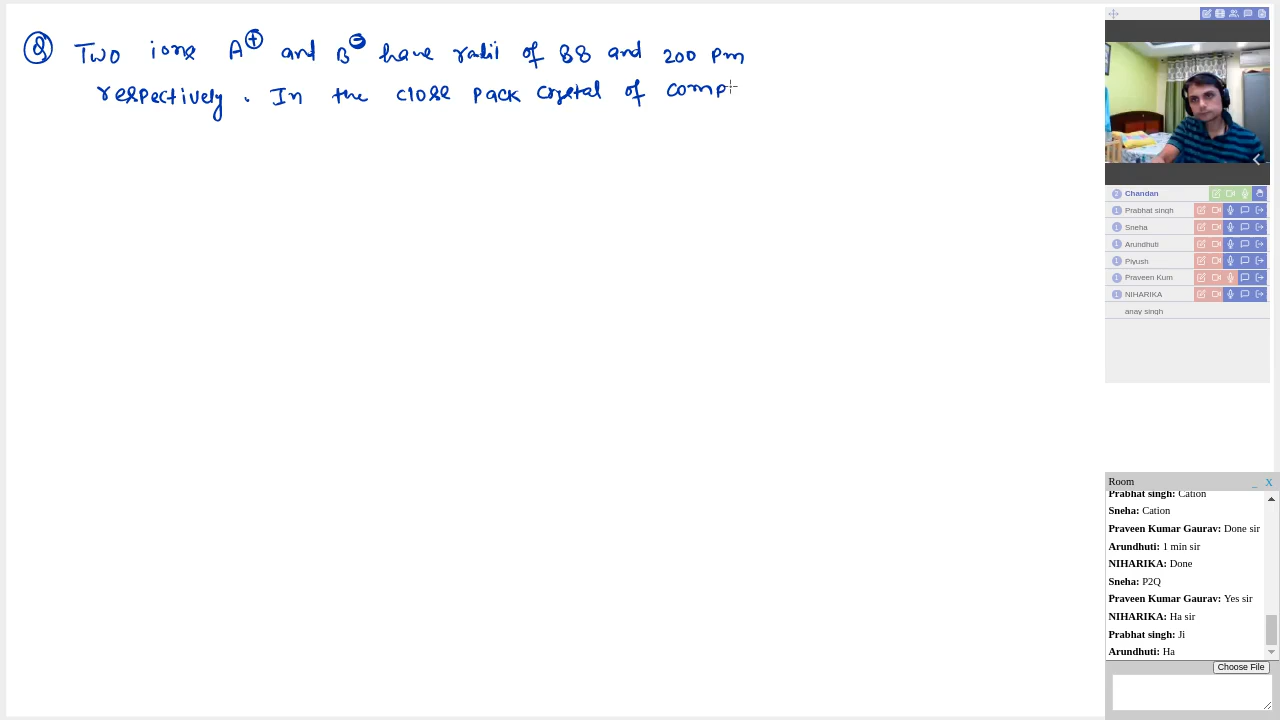 Q Two ions A⊕ and B⊖ have radii of 88 and 200 pm
respectively. In the close pack crystal of comp
Chandan
Prabhat singh
Sneha
Arundhuti
Piyush
Praveen Kum
NIHARIKA
anay singh
Room _ X
Prabhat singh: Cation
Sneha: Cation
Praveen Kumar Gaurav: Done sir
Arundhuti: 1 min sir
NIHARIKA: Done
Sneha: P2Q
Praveen Kumar Gaurav: Yes sir
NIHARIKA: Ha sir
Prabhat singh: Ji
Arundhuti: Ha
Choose File